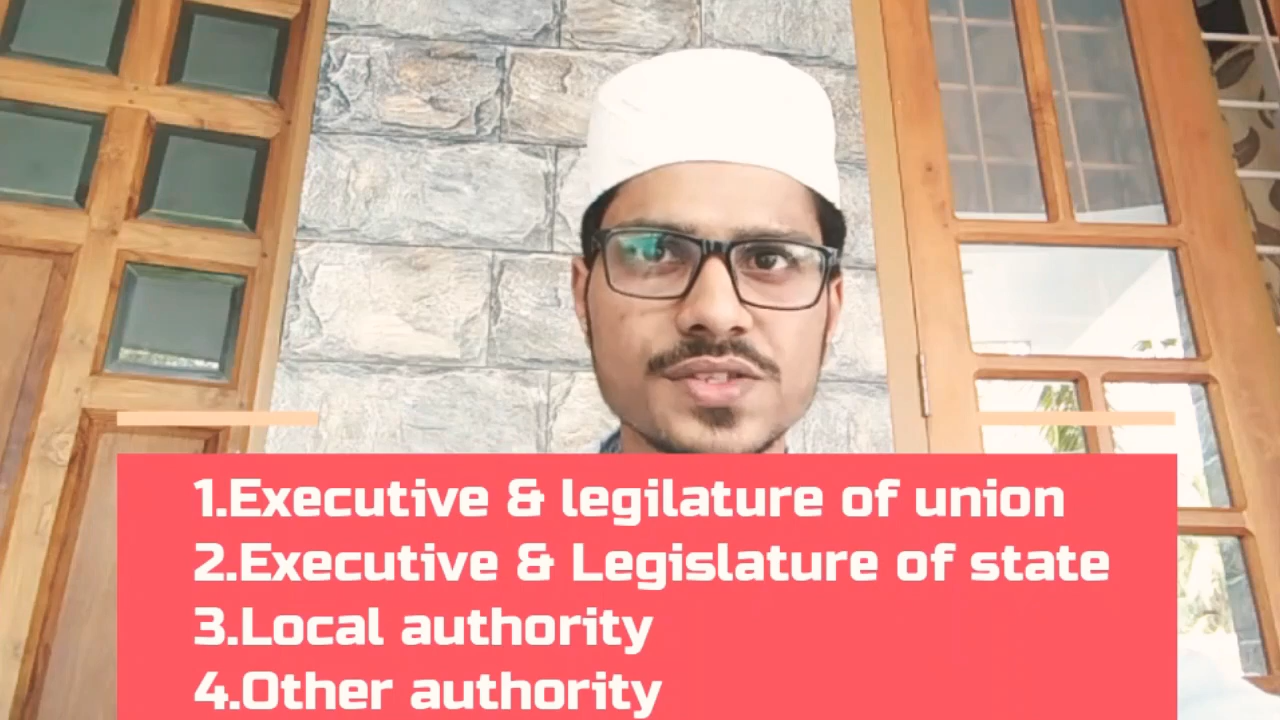 1.Executive & legilature of union
2.Executive & Legislature of state
3.Local authority
4.Other authority